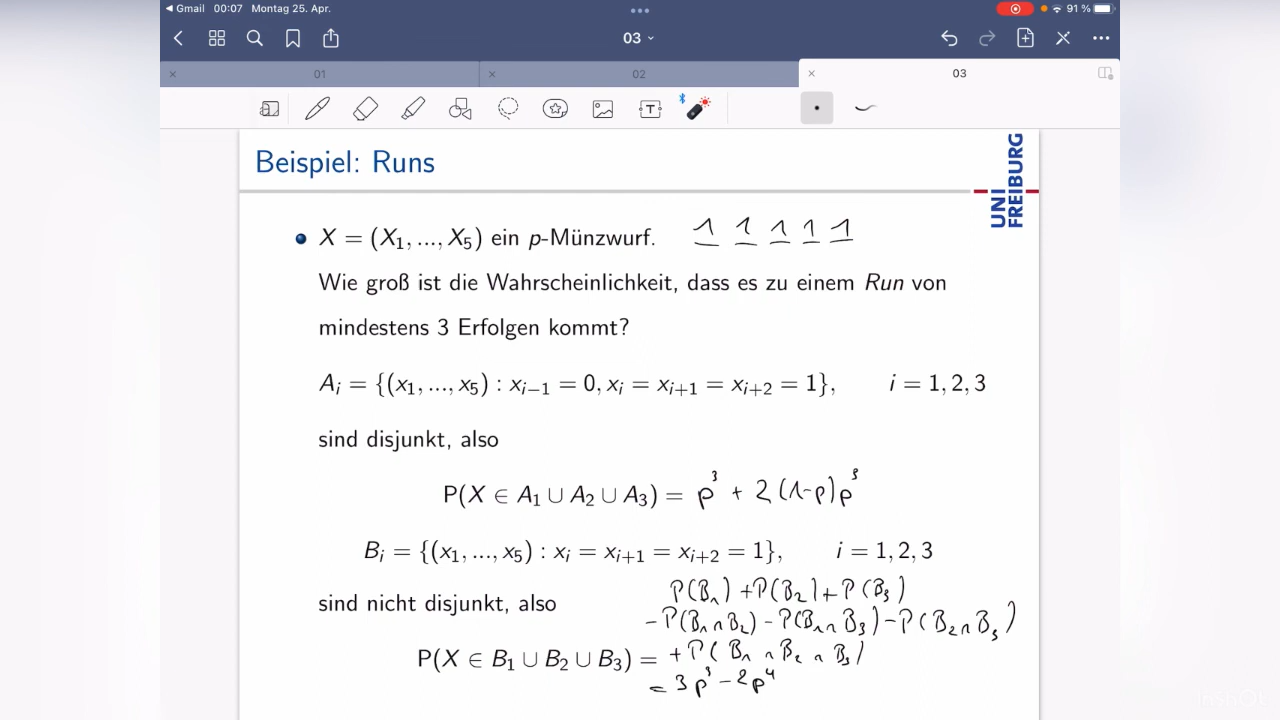 Gmail 00:07 Montag 25. Apr. 91 %
03
01 02 03
Beispiel: Runs
UNI FREIBURG
X = (X₁, ..., X₅) ein p-Münzwurf. 1 1 1 1 1
Wie groß ist die Wahrscheinlichkeit, dass es zu einem Run von
mindestens 3 Erfolgen kommt?
Aᵢ = {(x₁, ..., x₅) : xᵢ₋₁ = 0, xᵢ = xᵢ₊₁ = xᵢ₊₂ = 1}, i = 1, 2, 3
sind disjunkt, also
P(X ∈ A₁ ∪ A₂ ∪ A₃) = p³ + 2(1-p)p³
Bᵢ = {(x₁, ..., x₅) : xᵢ = xᵢ₊₁ = xᵢ₊₂ = 1}, i = 1, 2, 3
P(B₁) + P(B₂) + P(B₃)
sind nicht disjunkt, also
- P(B₁∩B₂) - P(B₁∩B₃) - P(B₂∩B₃)
P(X ∈ B₁ ∪ B₂ ∪ B₃) = + P(B₁∩B₂∩B₃)
= 3p³ - 2p⁴